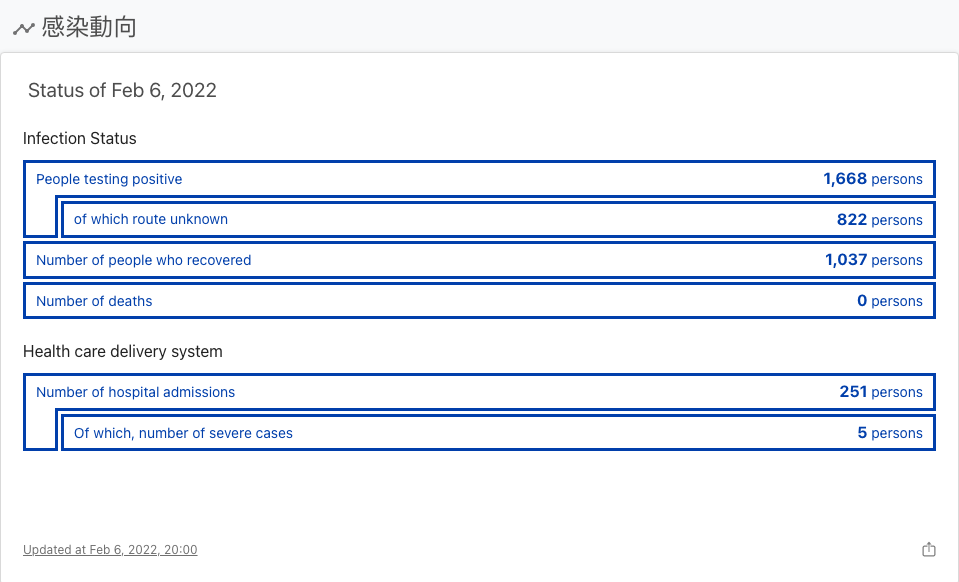 感染動向
Status of Feb 6, 2022
Infection Status
People testing positive 1,668 persons
of which route unknown 822 persons
Number of people who recovered 1,037 persons
Number of deaths 0 persons
Health care delivery system
Number of hospital admissions 251 persons
Of which, number of severe cases 5 persons
Updated at Feb 6, 2022, 20:00